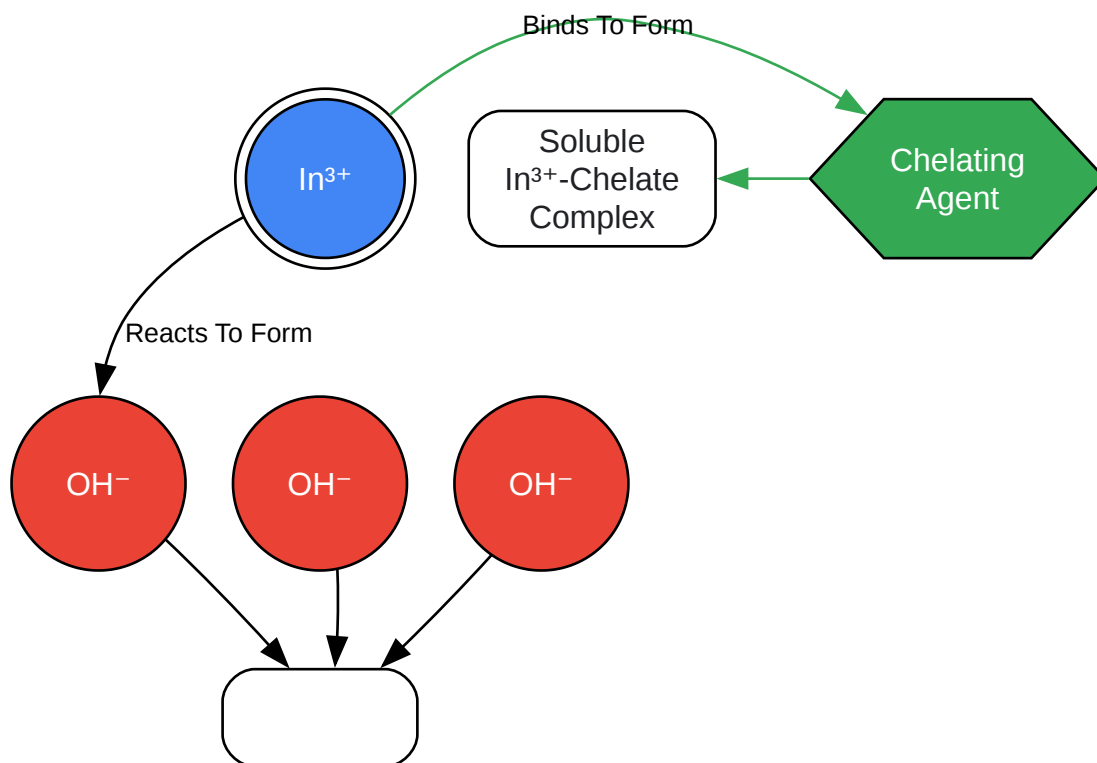 Binds To Form
In³⁺
Soluble
In³⁺-Chelate
Complex
Chelating
Agent
Reacts To Form
OH⁻
OH⁻
OH⁻